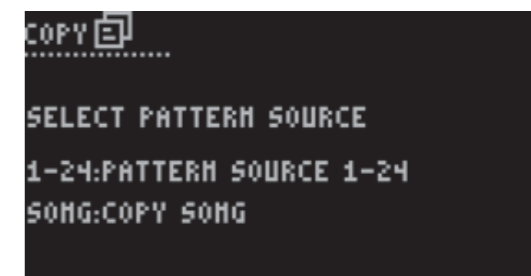 COPY
SELECT PATTERN SOURCE
1-24:PATTERN SOURCE 1-24
SONG:COPY SONG